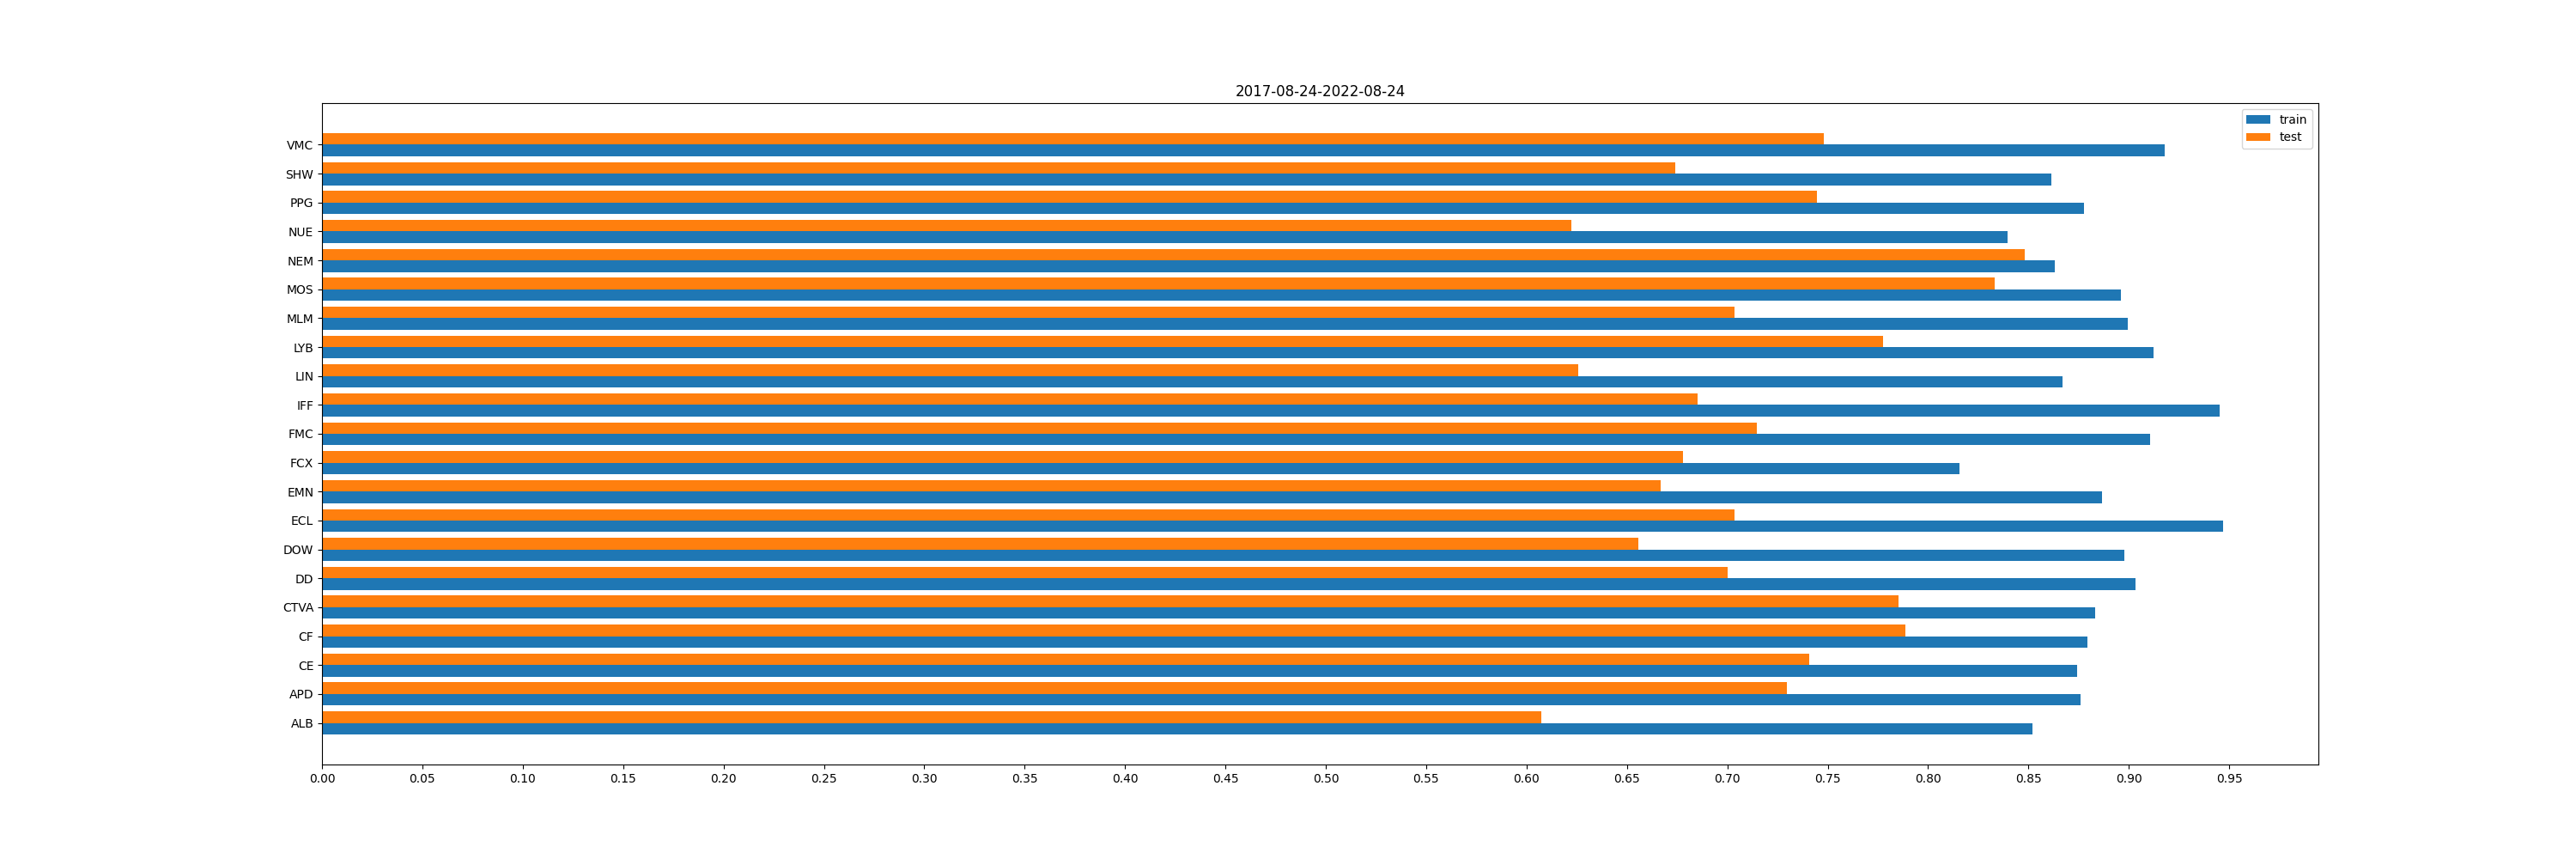 2017-08-24-2022-08-24
train
test
VMC
SHW
PPG
NUE
NEM
MOS
MLM
LYB
LIN
IFF
FMC
FCX
EMN
ECL
DOW
DD
CTVA
CF
CE
APD
ALB
0.00 0.05 0.10 0.15 0.20 0.25 0.30 0.35 0.40 0.45 0.50 0.55 0.60 0.65 0.70 0.75 0.80 0.85 0.90 0.95